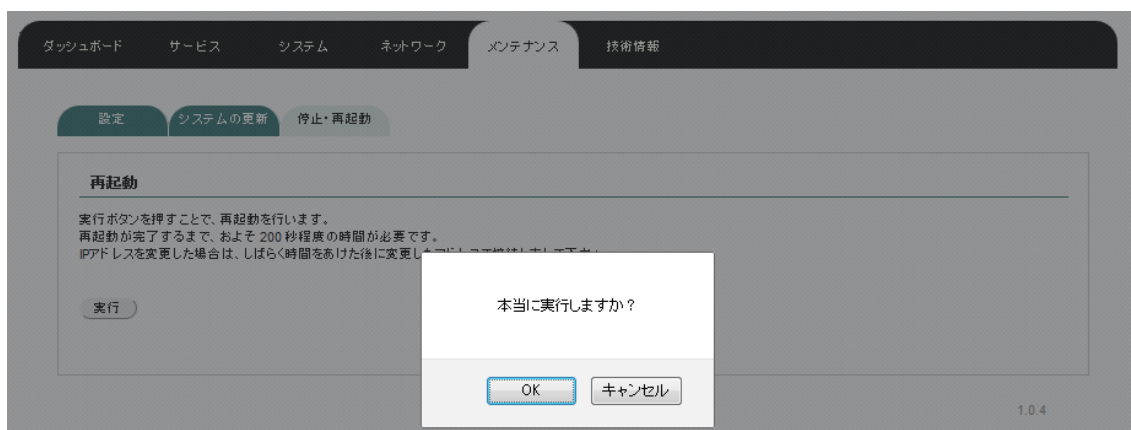 ダッシュボード サービス システム ネットワーク メンテナンス 技術情報
設定 システムの更新 停止・再起動
再起動
実行ボタンを押すことで、再起動を行います。
再起動が完了するまで、およそ 200 秒程度の時間が必要です。
IPアドレスを変更した場合は、しばらく時間をあけた後に変更し
本当に実行しますか？
実行
OK キャンセル
1.0.4